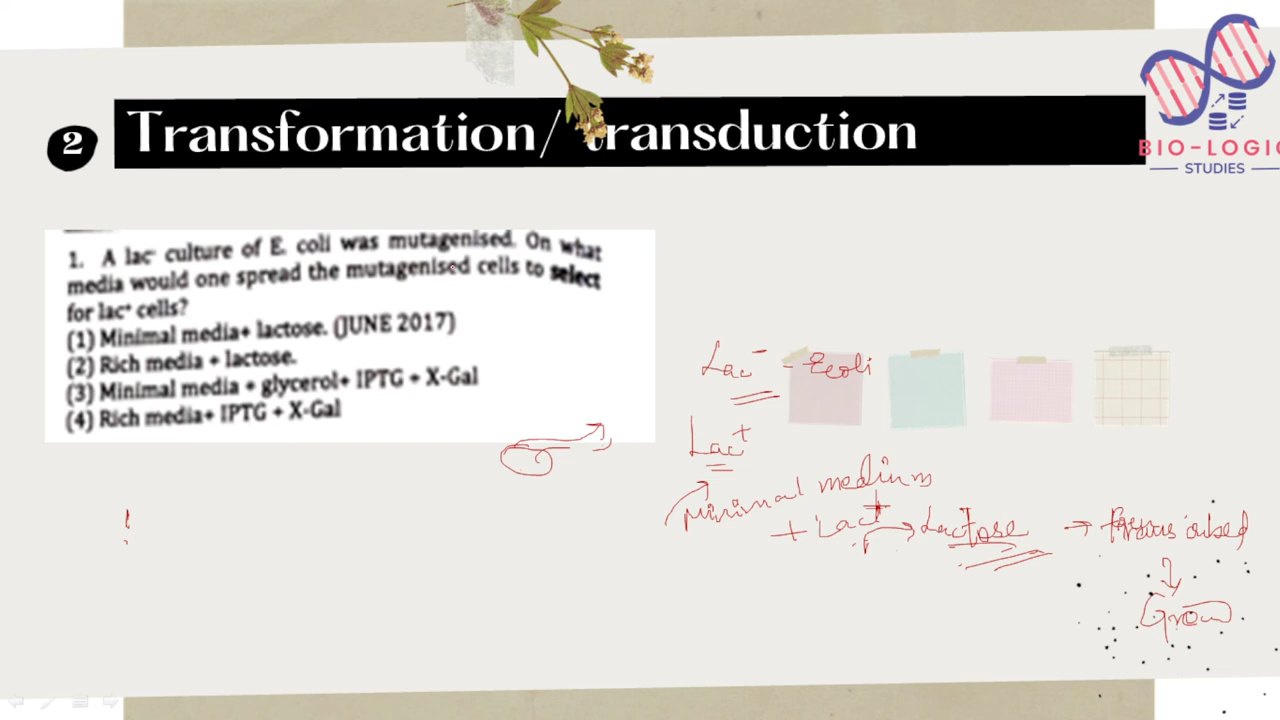 2 Transformation/ transduction
BIO-LOGIC
STUDIES
1. A lac⁻ culture of E. coli was mutagenised. On what
media would one spread the mutagenised cells to select
for lac⁺ cells?
(1) Minimal media+ lactose. (JUNE 2017)
(2) Rich media + lactose.
(3) Minimal media + glycerol+ IPTG + X-Gal
(4) Rich media+ IPTG + X-Gal
Lac⁻ - Ecoli
Lac⁺
Minimal medium
+ Lac⁺ → Lactose →
Grow